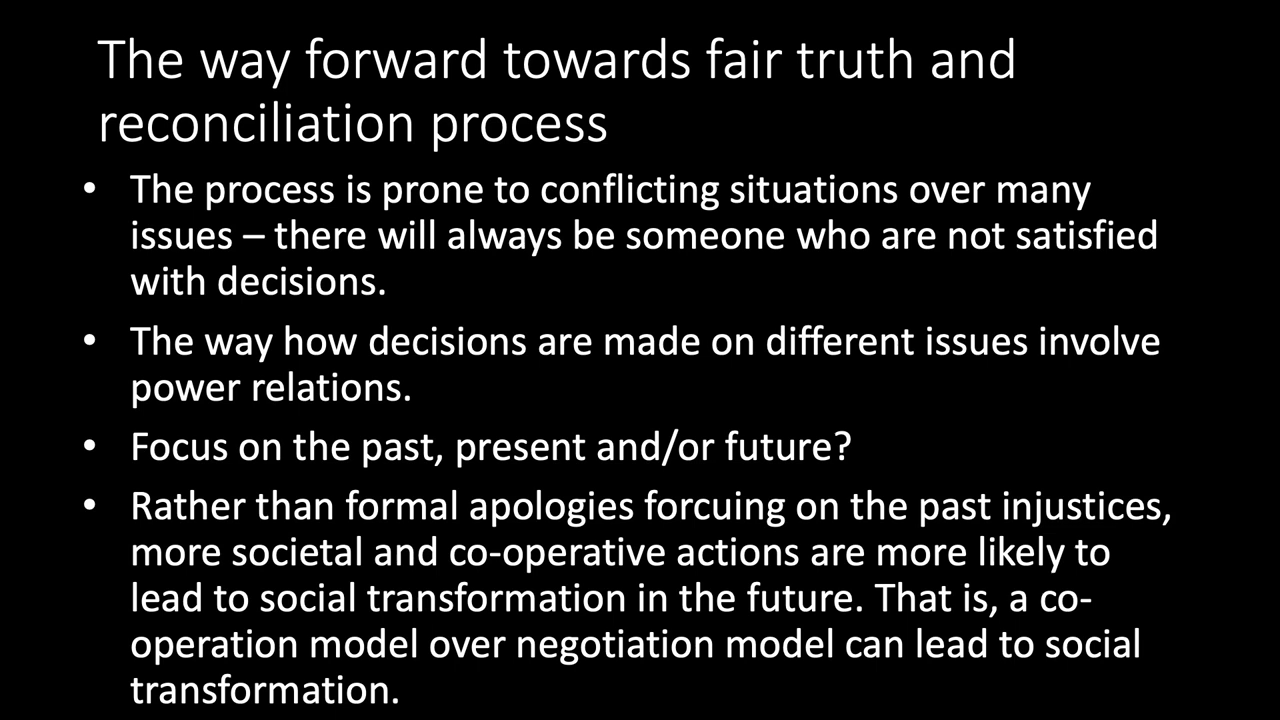 The way forward towards fair truth and
reconciliation process
• The process is prone to conflicting situations over many
issues – there will always be someone who are not satisfied
with decisions.
• The way how decisions are made on different issues involve
power relations.
• Focus on the past, present and/or future?
• Rather than formal apologies forcuing on the past injustices,
more societal and co-operative actions are more likely to
lead to social transformation in the future. That is, a co-
operation model over negotiation model can lead to social
transformation.